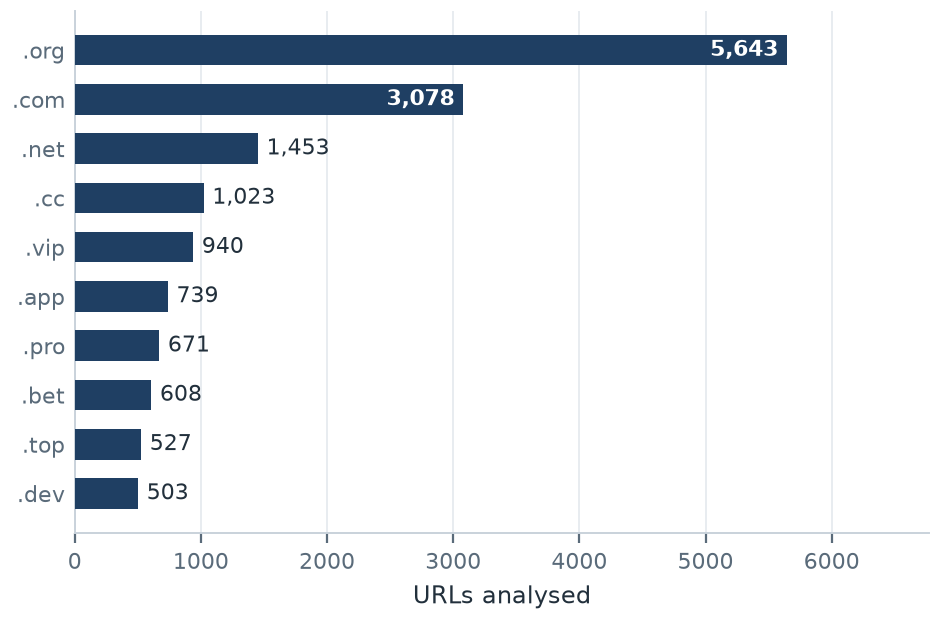 .org 5,643
.com 3,078
.net 1,453
.cc 1,023
.vip 940
.app 739
.pro 671
.bet 608
.top 527
.dev 503
0 1000 2000 3000 4000 5000 6000
URLs analysed